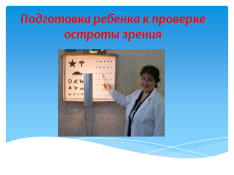 Подготовка ребенка к проверке
остроты зрения